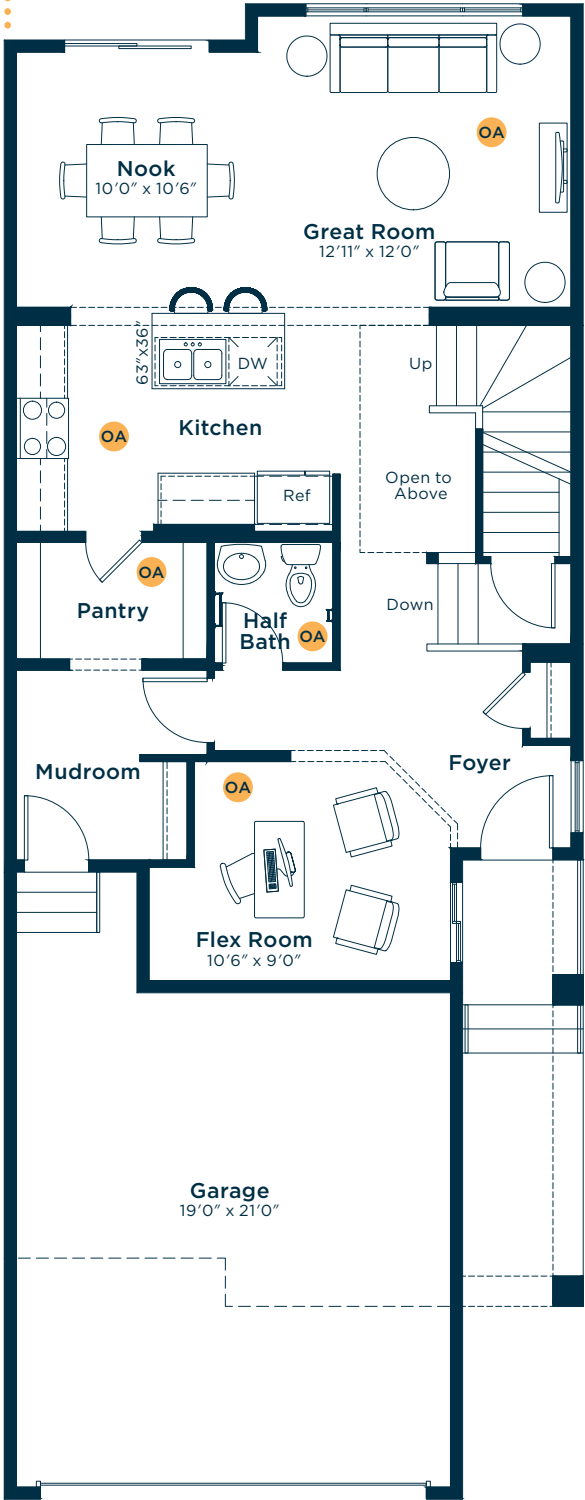 OA
Nook
10'0" x 10'6"
Great Room
12'11" x 12'0"
63"x36"
DW
Up
OA
Kitchen
Ref
Open to
Above
OA
Pantry
Half
Bath
OA
Down
Mudroom
Foyer
OA
Flex Room
10'6" x 9'0"
Garage
19'0" x 21'0"